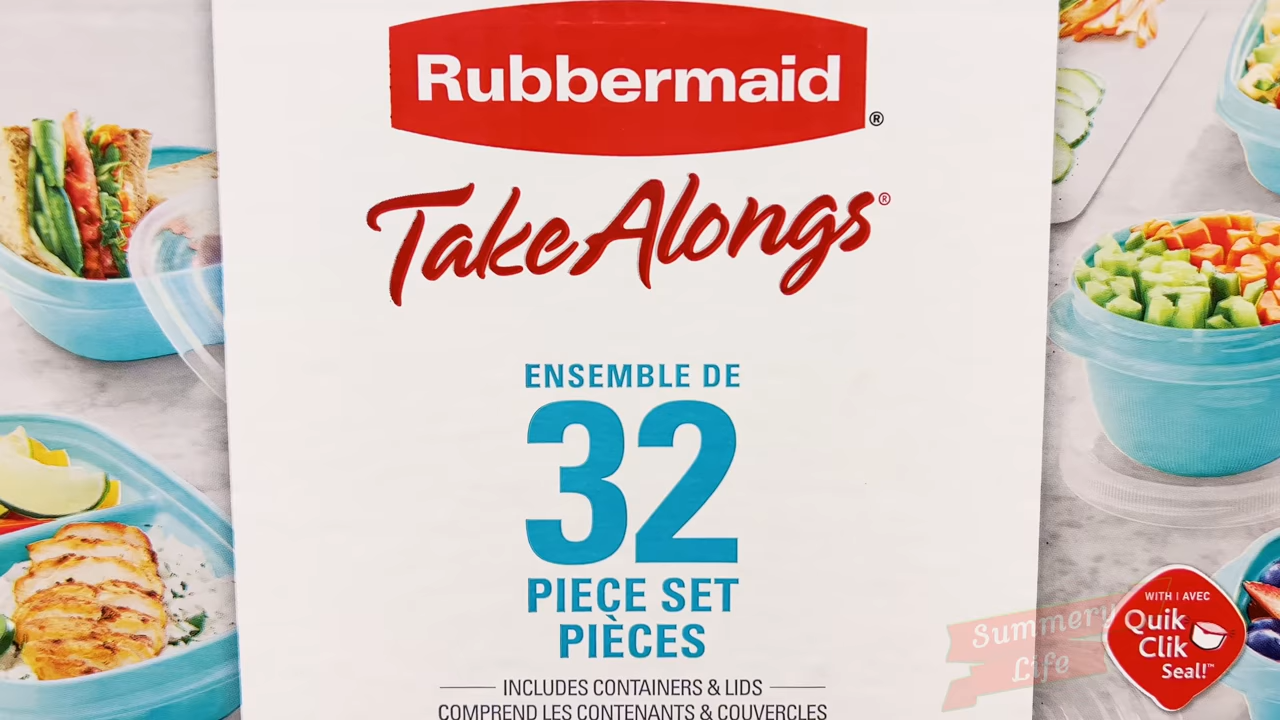 Rubbermaid®
TakeAlongs®
ENSEMBLE DE
32
PIECE SET
PIÈCES
INCLUDES CONTAINERS & LIDS
COMPREND LES CONTENANTS & COUVERCLES
WITH | AVEC
Quik
Clik
Seal!™
Summery
Life